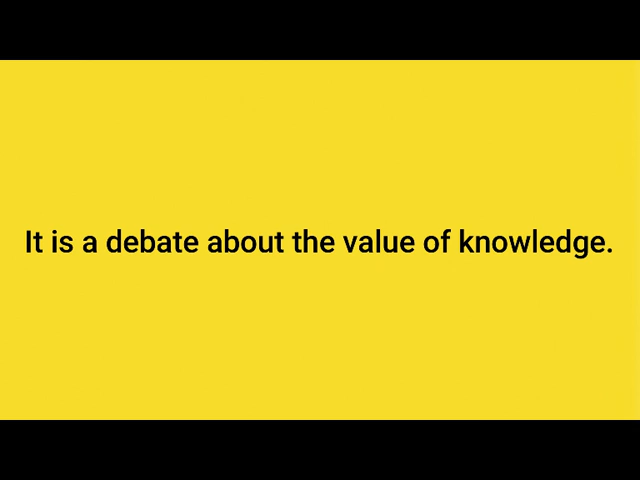 It is a debate about the value of knowledge.